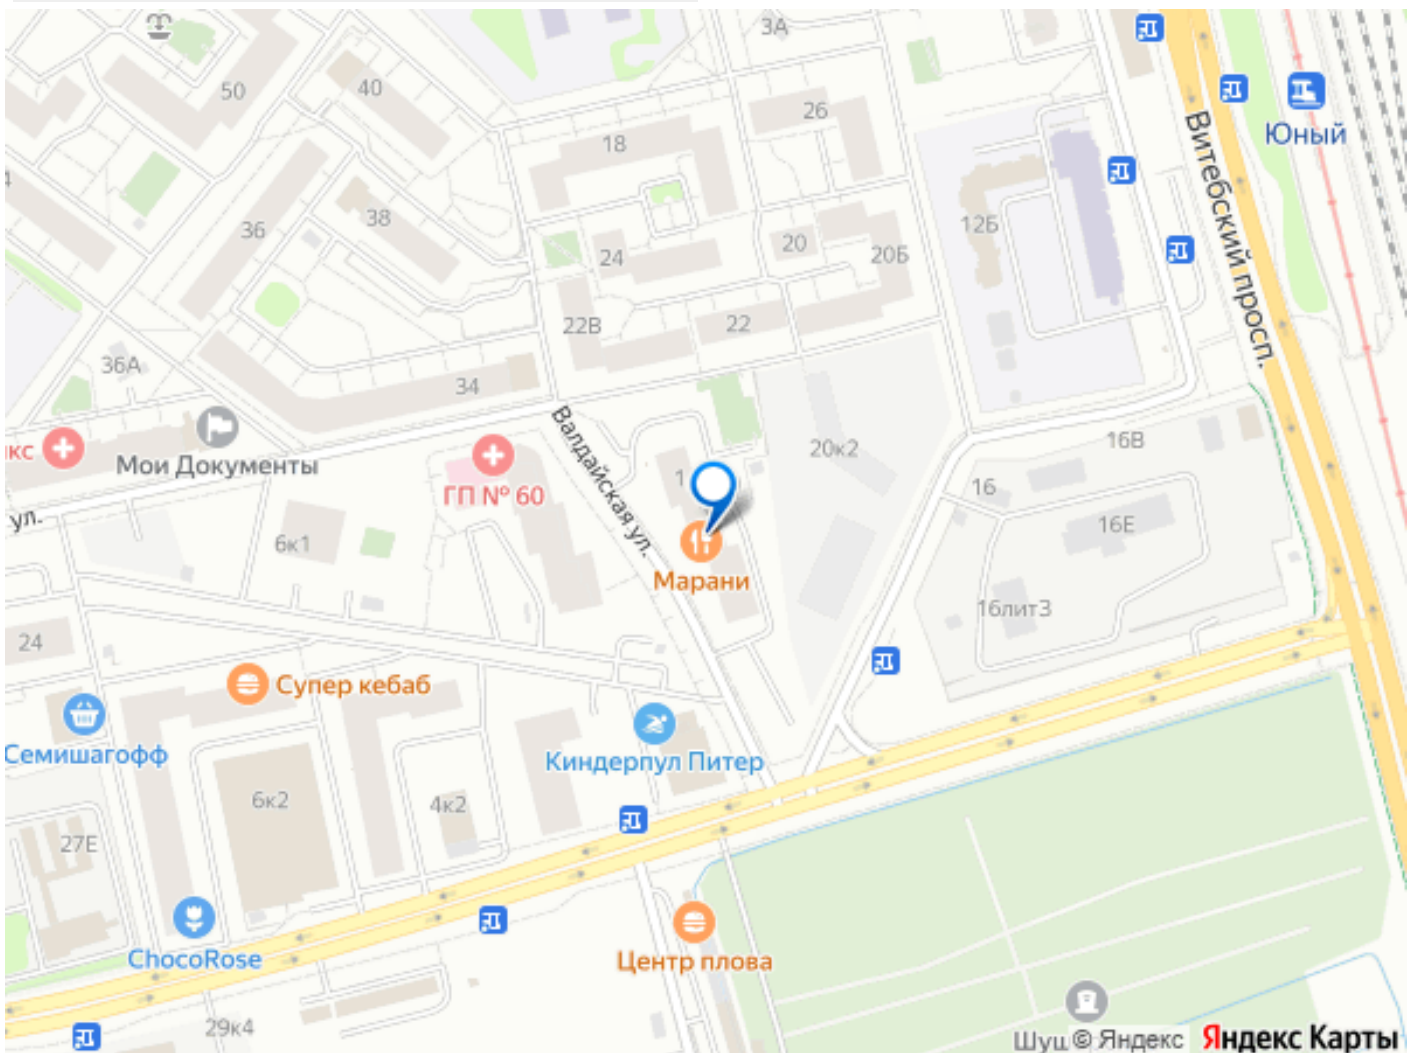 3А
50
40
26
18
Юный
Витебский просп.
36
38
12Б
24
20
20Б
22В
22
36А
34
Валдайская ул.
кс
Мои Документы
ГП № 60
20к2
16В
1
16
16Е
ул.
6к1
Марани
16лит3
24
Супер кебаб
Семишагофф
Киндерпул Питер
6к2
4к2
27Е
ChocoRose
Центр плова
29к4
Шуш
© Яндекс
Яндекс Карты